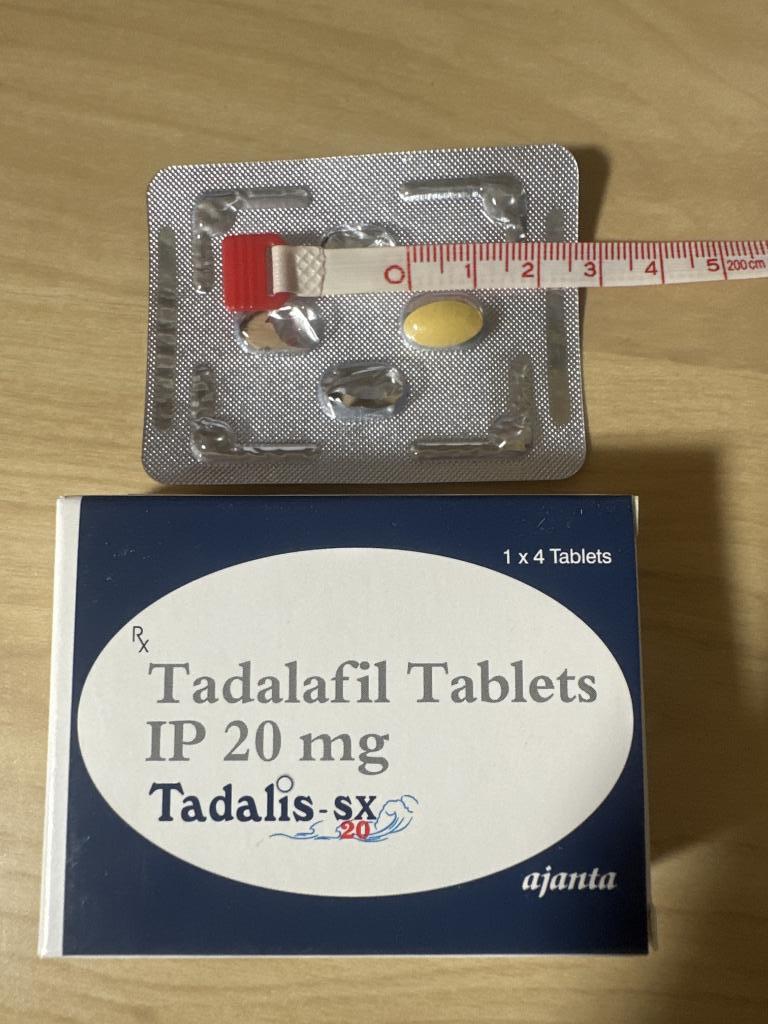 0 1 2 3 4 5 200cm
1 x 4 Tablets
Rx
Tadalafil Tablets
IP 20 mg
Tadalis-sx
20
ajanta